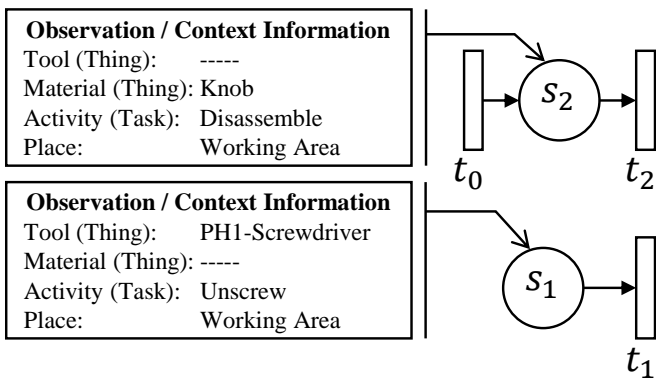 Observation / Context Information
Tool (Thing): -----
Material (Thing): Knob
Activity (Task): Disassemble
Place: Working Area
s₂
t₀ t₂
Observation / Context Information
Tool (Thing): PH1-Screwdriver
Material (Thing): -----
Activity (Task): Unscrew
Place: Working Area
s₁
t₁